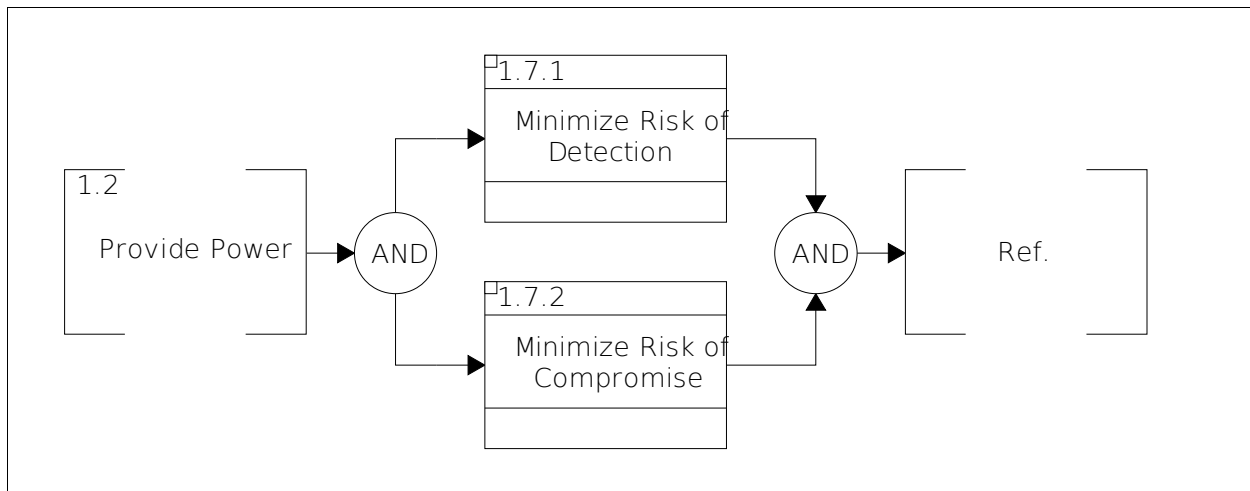 1.7.1
Minimize Risk of
Detection
1.2
Provide Power
AND
AND
Ref.
1.7.2
Minimize Risk of
Compromise